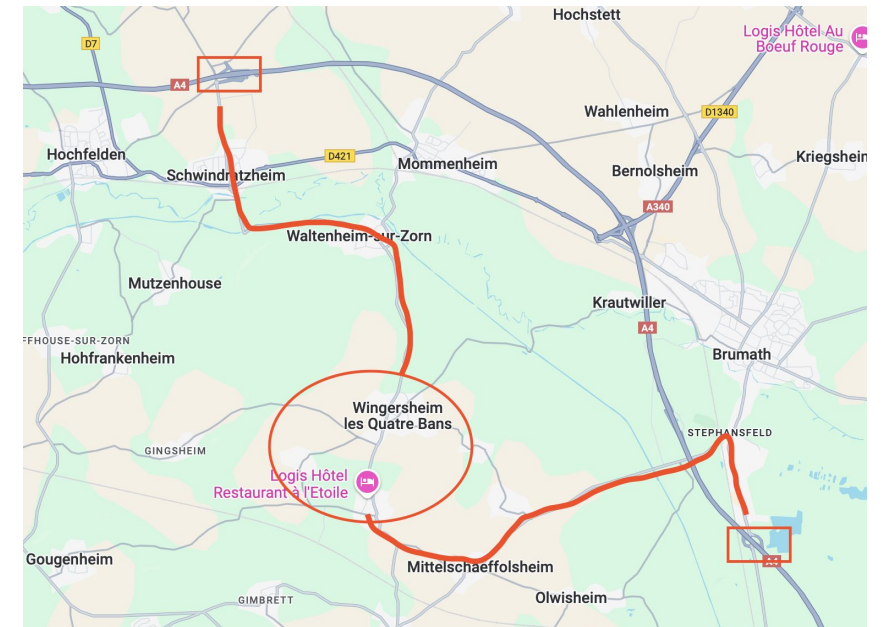 Hochstett
Logis Hôtel Au
Boeuf Rouge
D7
A4
Wahlenheim
D1340
Hochfelden
D421
Mommenheim
Kriegshein
Schwindratzheim
Bernolsheim
A340
Waltenheim-sur-Zorn
Mutzenhouse
Krautwiller
A4
FFHOUSE-SUR-ZORN
Hohfrankenheim
Brumath
Wingersheim
les Quatre Bans
STEPHANSFELD
GINGSHEIM
Logis Hôtel
Restaurant à l'Etoile
Gougenheim
Mittelschaeffolsheim
A4
GIMBRETT
Olwisheim